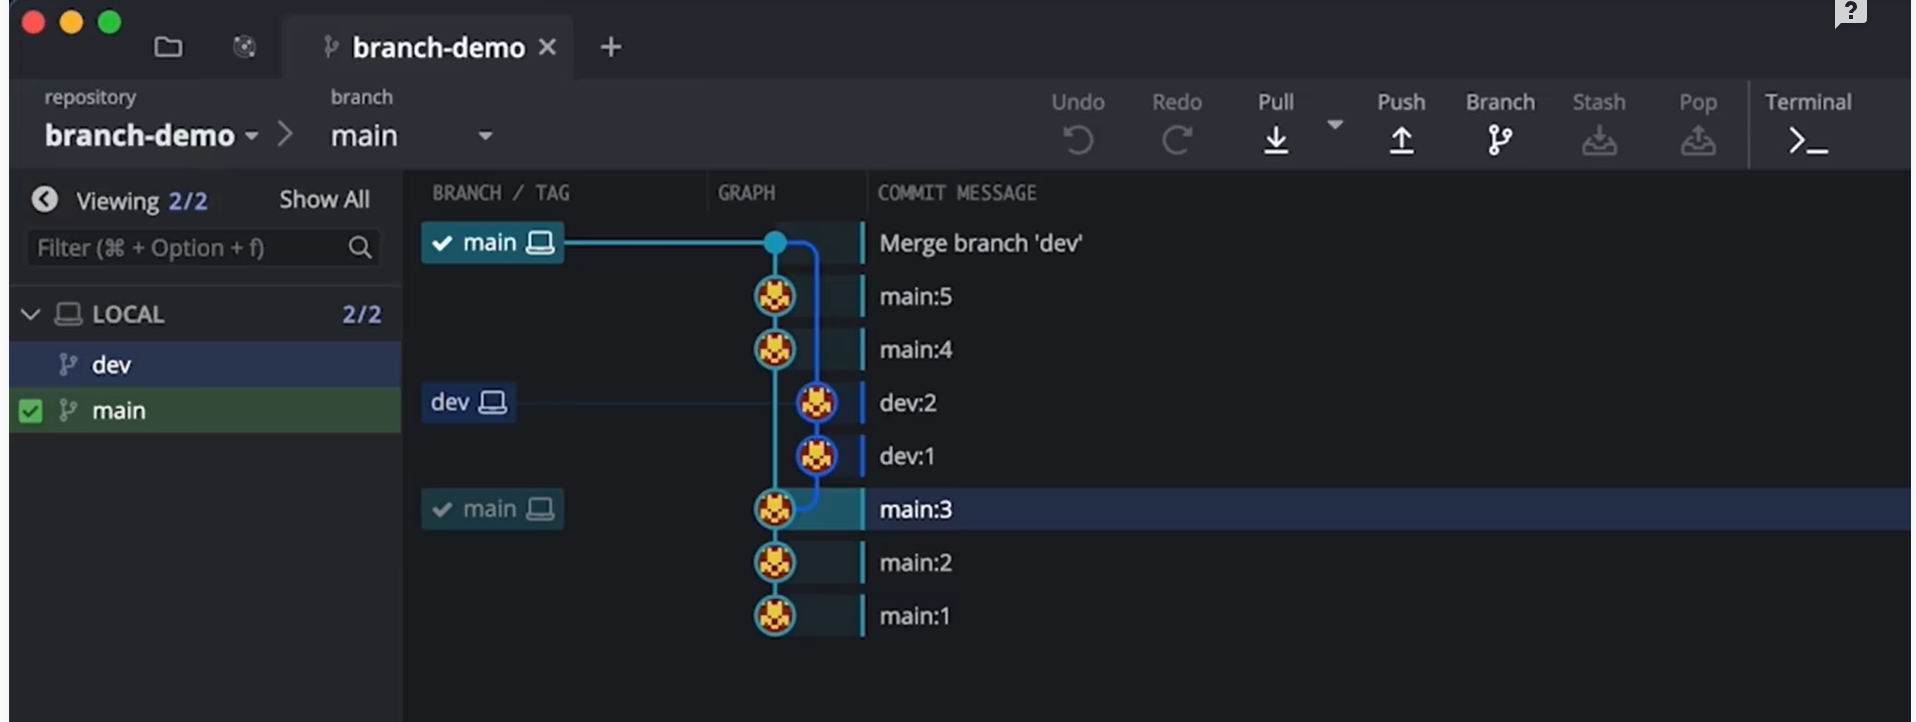 ?
branch-demo
repository
branch-demo
branch
main
Undo
Redo
Pull
Push
Branch
Stash
Pop
Terminal
Viewing 2/2 Show All
Filter (⌘ + Option + f)
LOCAL 2/2
dev
main
BRANCH / TAG GRAPH COMMIT MESSAGE
main Merge branch 'dev'
main:5
main:4
dev dev:2
dev:1
main main:3
main:2
main:1